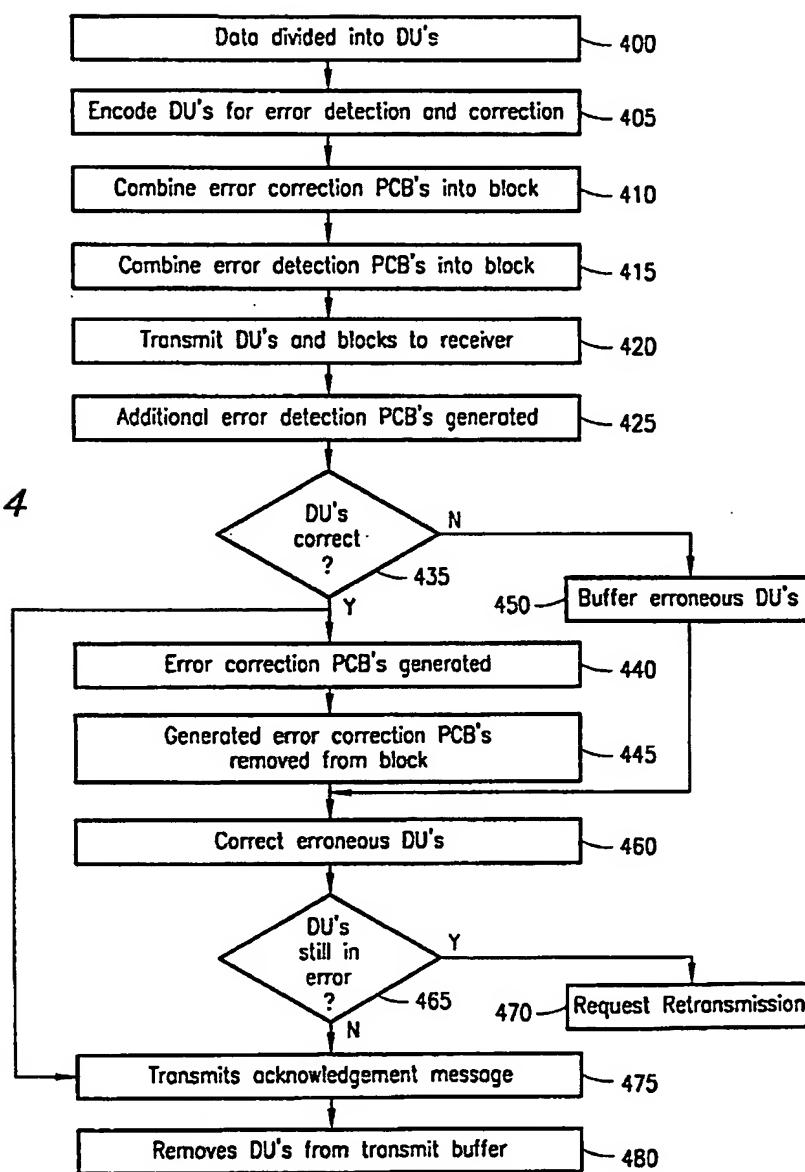 Data divided into DU's
400
Encode DU's for error detection and correction
405
Combine error correction PCB's into block
410
Combine error detection PCB's into block
415
Transmit DU's and blocks to receiver
420
Additional error detection PCB's generated
425
4
DU's
correct
?
435
N
Y
450
Buffer erroneous DU's
Error correction PCB's generated
440
Generated error correction PCB's
removed from block
445
Correct erroneous DU's
460
DU's
still in
error
?
465
Y
N
470
Request Retransmission
Transmits acknowledgement message
475
Removes DU's from transmit buffer
480